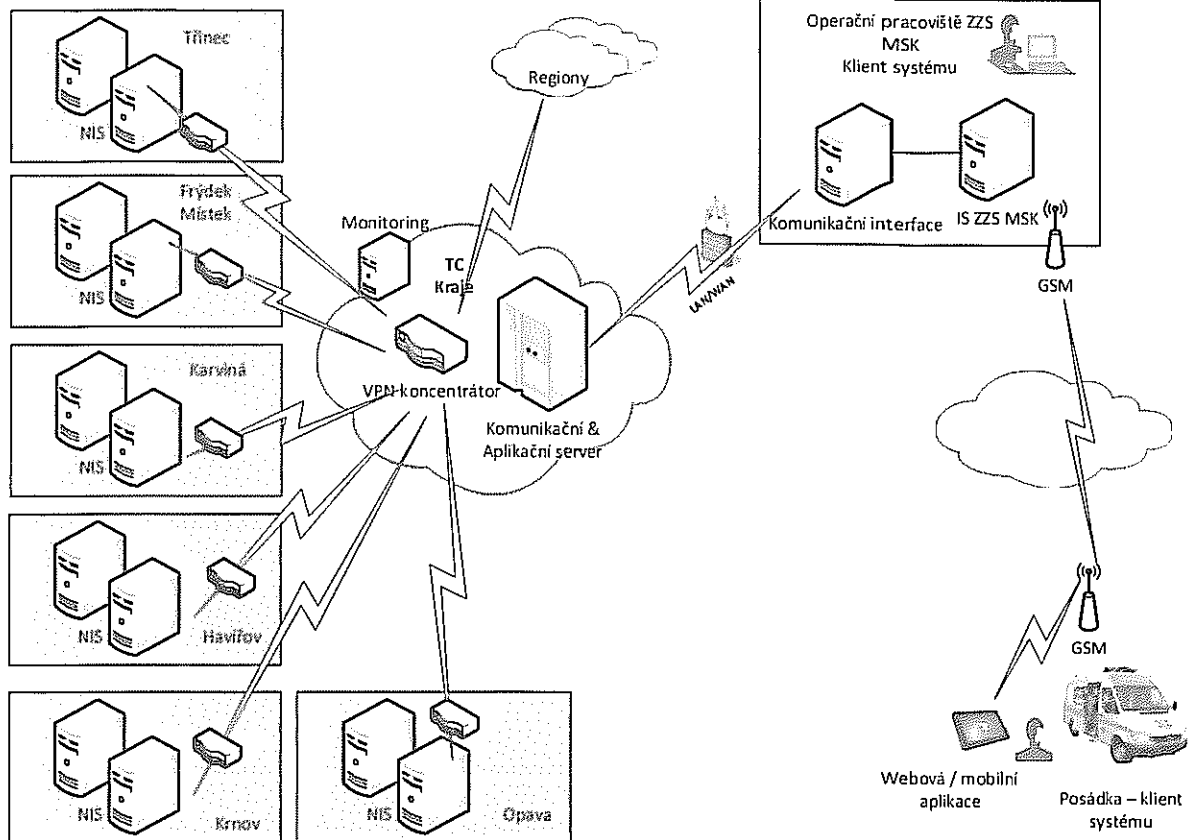 Třinec
NIS
Frýdek
Místek
NIS
Karviná
NIS
NIS
Havířov
NIS
Krnov
NIS
Opava
Regiony
Monitoring
TC
Kraje
VPN koncentrátor
Komunikační &
Aplikační server
LAN/WAN
Operační pracoviště ZZS
MSK
Klient systému
Komunikační interface
IS ZZS MSK
GSM
GSM
Webová / mobilní
aplikace
Posádka – klient
systému